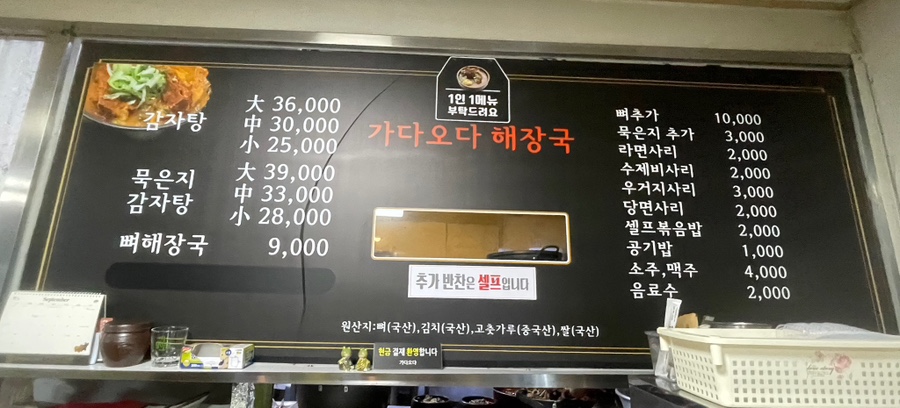 1인 1메뉴
부탁드려요
가다오다 해장국
감자탕
大 36,000
中 30,000
小 25,000
묵은지
감자탕
大 39,000
中 33,000
小 28,000
뼈해장국 9,000
뼈추가 10,000
묵은지 추가 3,000
라면사리 2,000
수제비사리 2,000
우거지사리 3,000
당면사리 2,000
셀프볶음밥 2,000
공기밥 1,000
소주,맥주 4,000
음료수 2,000
추가 반찬은 셀프입니다
원산지:뼈(국산),김치(국산),고춧가루(중국산),쌀(국산)
현금 결제 환영합니다
가다오다
September